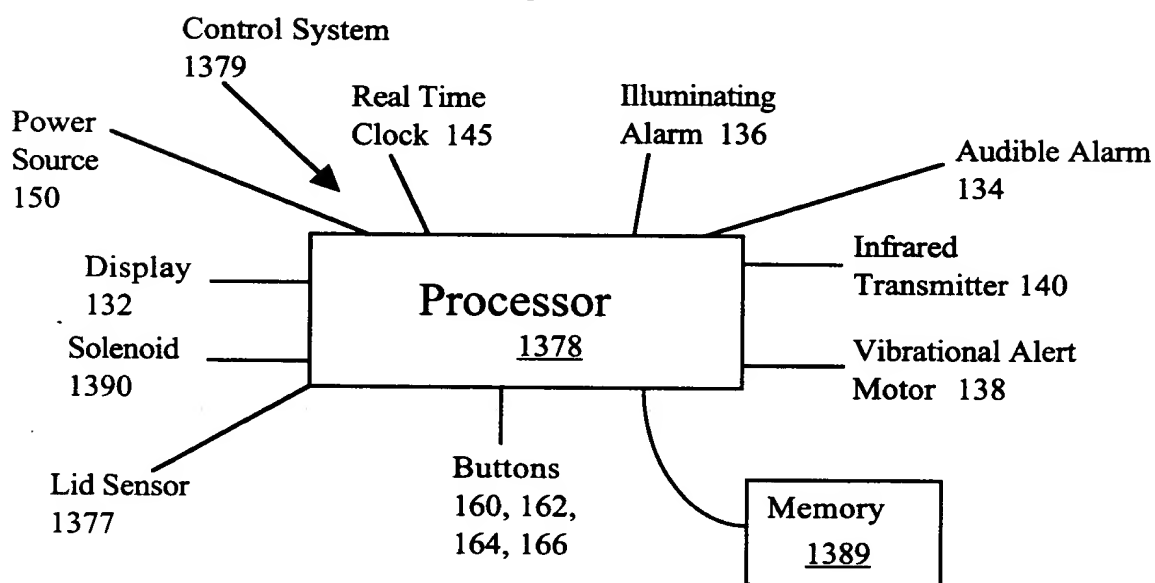 Control System
1379
Real Time
Clock 145
Illuminating
Alarm 136
Power
Source
150
Audible Alarm
134
Display
132
Infrared
Transmitter 140
Processor
1378
Solenoid
1390
Vibrational Alert
Motor 138
Lid Sensor
1377
Buttons
160, 162,
164, 166
Memory
1389